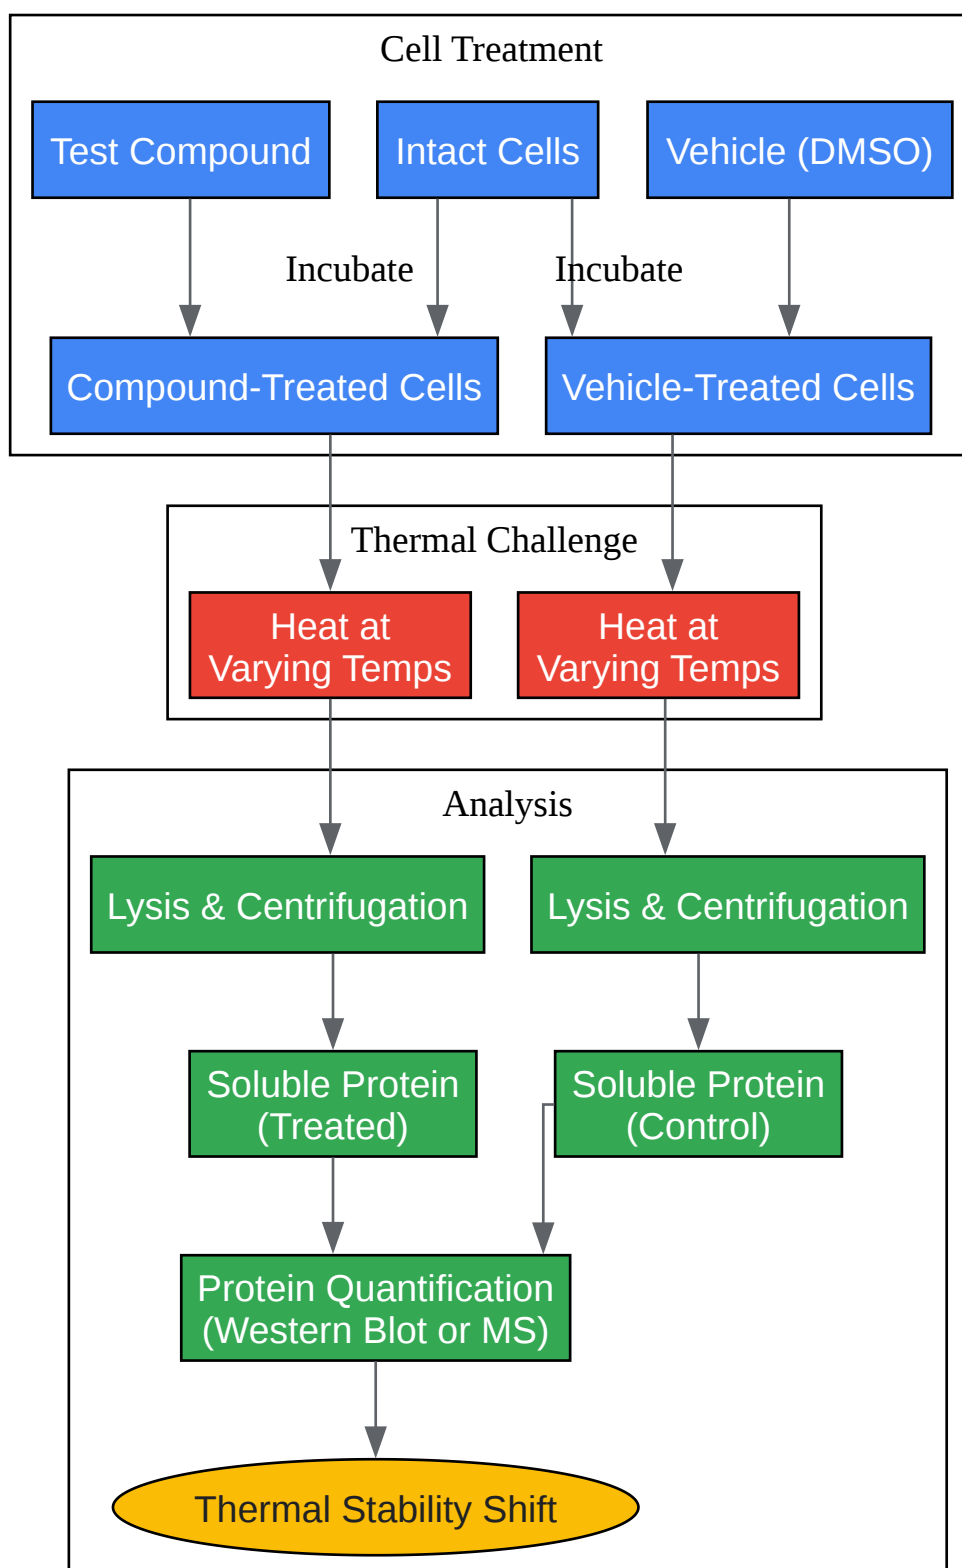 Cell Treatment
Test Compound
Intact Cells
Vehicle (DMSO)
Incubate
Incubate
Compound-Treated Cells
Vehicle-Treated Cells
Thermal Challenge
Heat at
Varying Temps
Heat at
Varying Temps
Analysis
Lysis & Centrifugation
Lysis & Centrifugation
Soluble Protein
(Treated)
Soluble Protein
(Control)
Protein Quantification
(Western Blot or MS)
Thermal Stability Shift